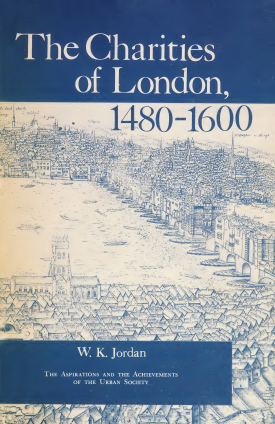 The Charities
of London,
1480-1600
W. K. Jordan
The Aspirations and the Achievements
of the Urban Society